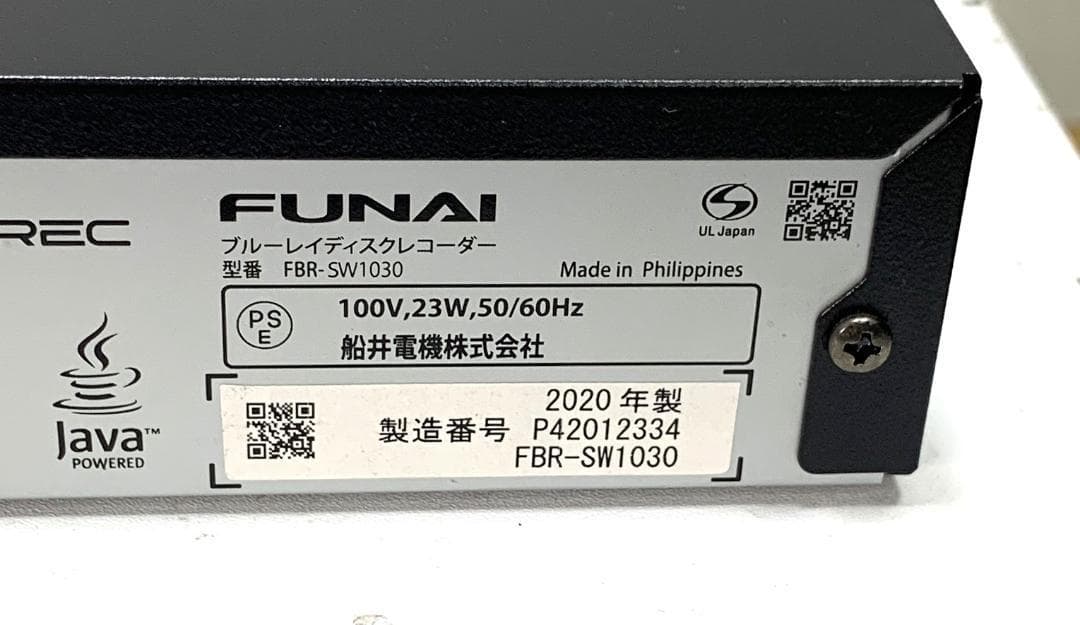 REC
FUNAI
ブルーレイディスクレコーダー
型番 FBR-SW1030
Made in Philippines
UL Japan
PS
E
100V,23W,50/60Hz
船井電機株式会社
Java™
POWERED
2020 年製
製造番号 P42012334
FBR-SW1030